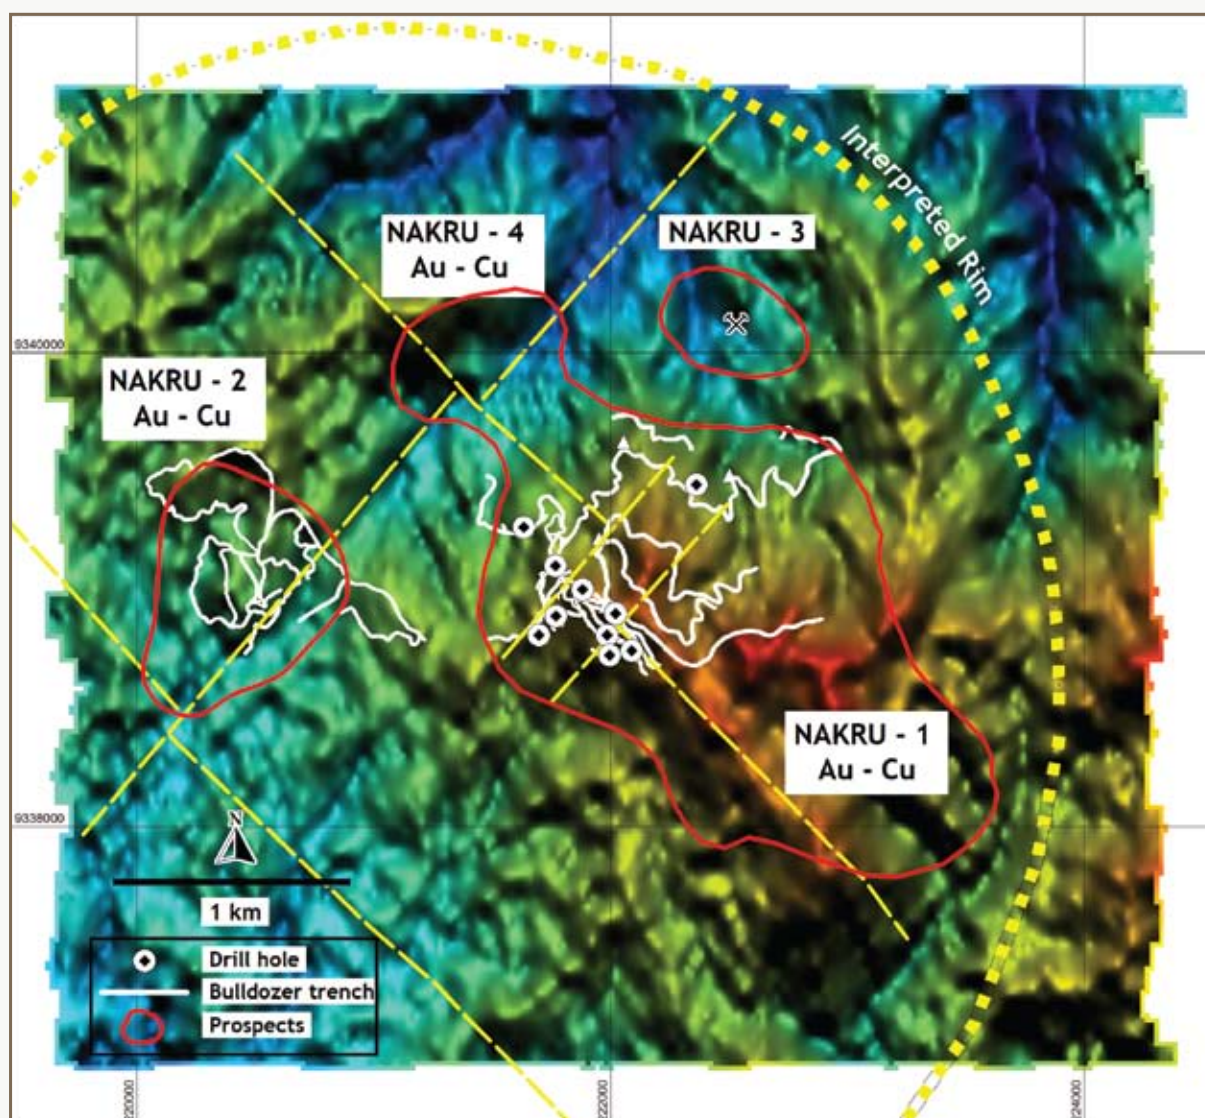 Interpreted Rim
NAKRU - 4
Au - Cu
NAKRU - 3
9340000
NAKRU - 2
Au - Cu
NAKRU - 1
Au - Cu
9338000
N
1 km
Drill hole
Bulldozer trench
Prospects
220000
222000
224000